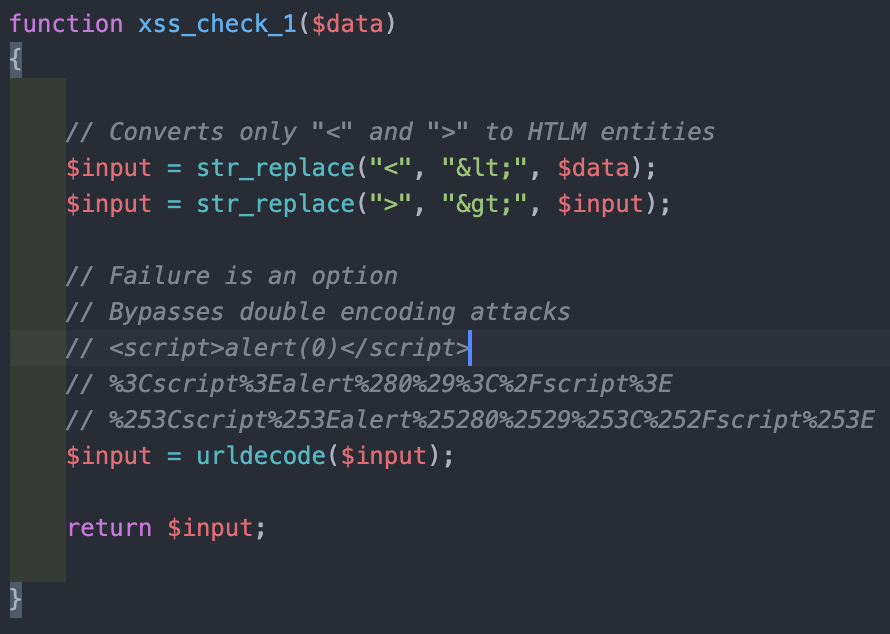 function xss_check_1($data)
{
// Converts only "<" and ">" to HTLM entities
$input = str_replace("<", "&lt;", $data);
$input = str_replace(">", "&gt;", $input);
// Failure is an option
// Bypasses double encoding attacks
// <script>alert(0)</script>
// %3Cscript%3Ealert%280%29%3C%2Fscript%3E
// %253Cscript%253Ealert%25280%2529%253C%252Fscript%253E
$input = urldecode($input);
return $input;
}